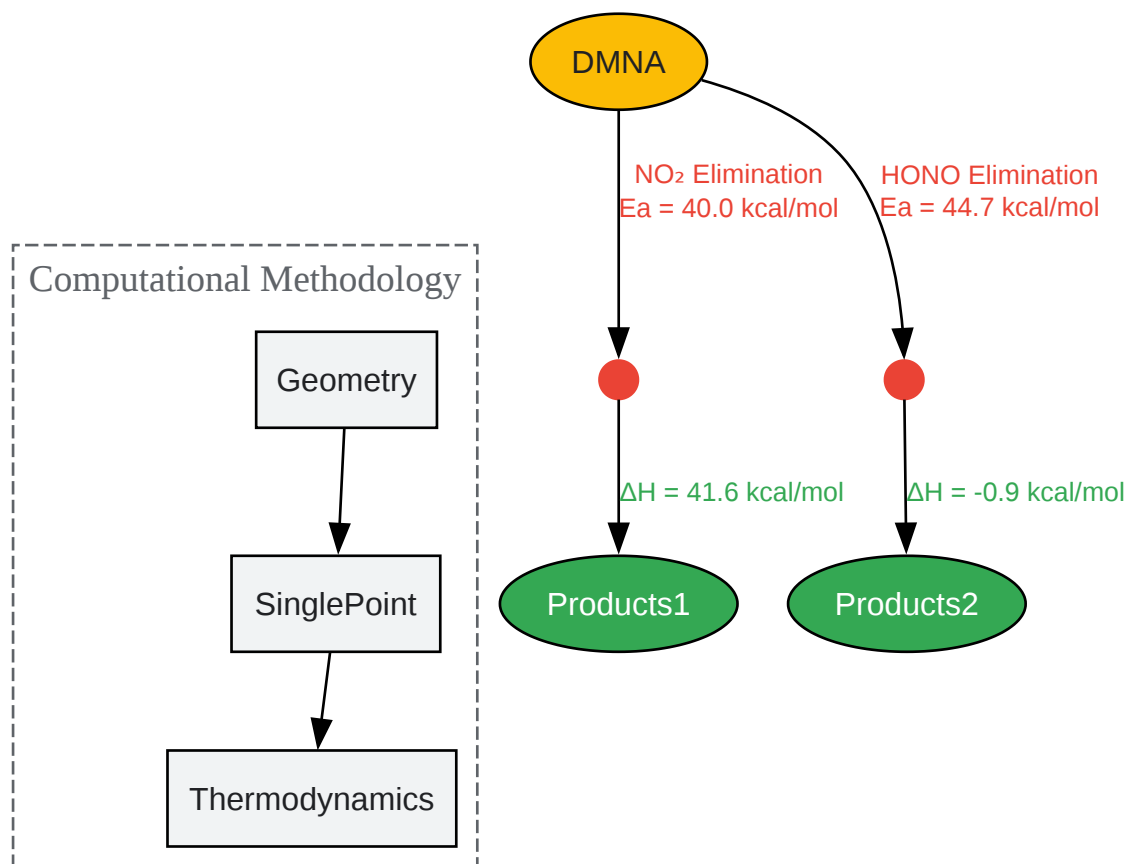 DMNA
NO₂ Elimination
Ea = 40.0 kcal/mol
HONO Elimination
Ea = 44.7 kcal/mol
Computational Methodology
Geometry
SinglePoint
Thermodynamics
ΔH = 41.6 kcal/mol
ΔH = -0.9 kcal/mol
Products1
Products2